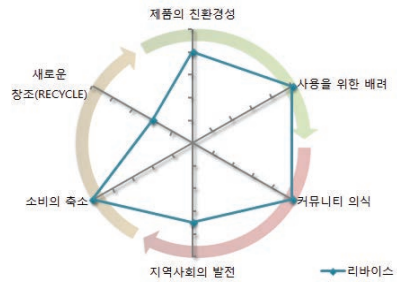 제품의 친환경성
새로운
창조(RECYCLE)
사용을 위한 배려
소비의 축소
커뮤니티 의식
지역사회의 발전
리바이스